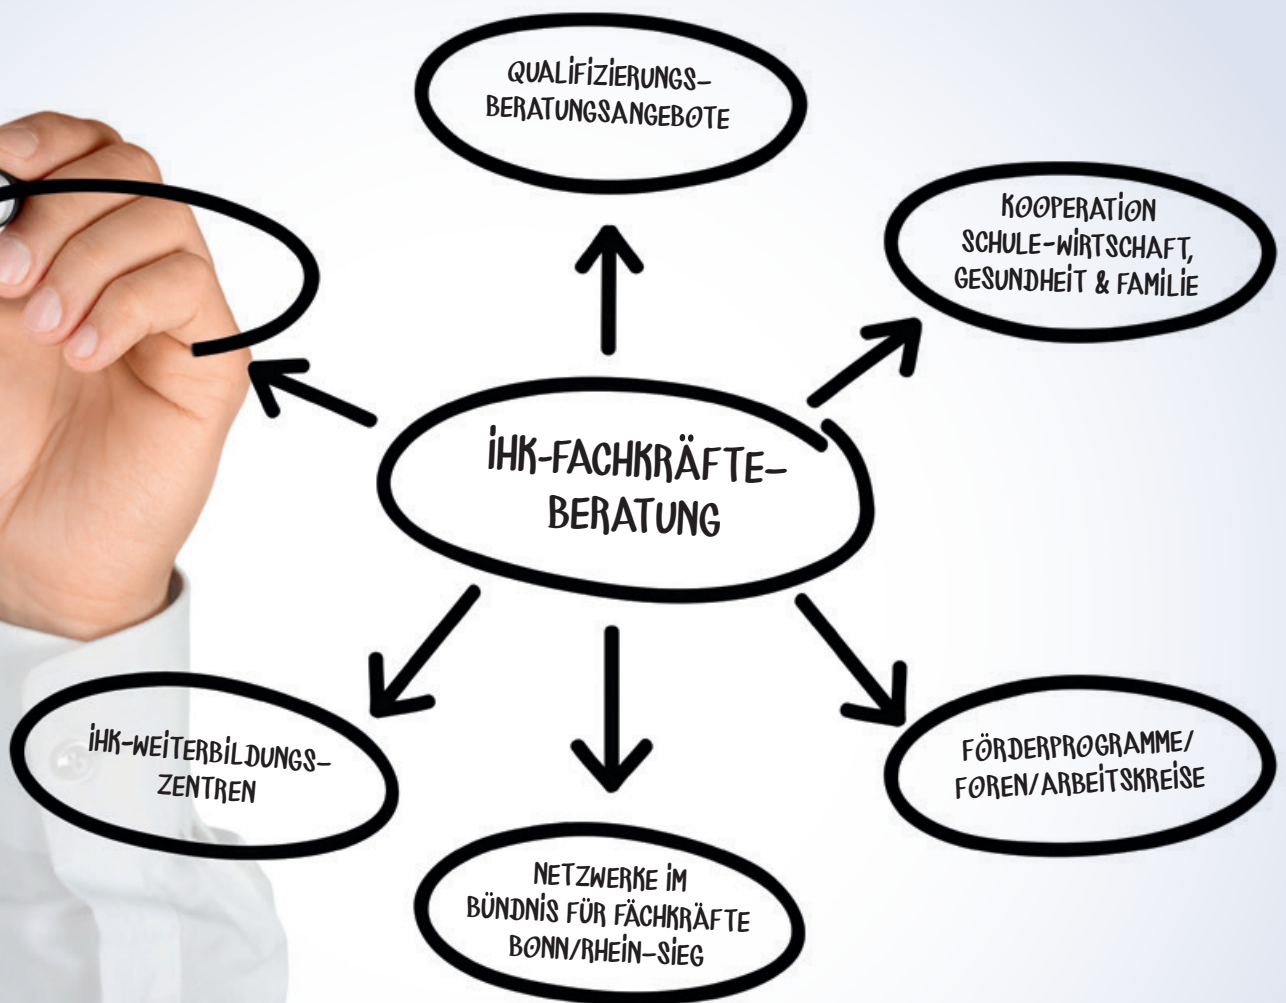 QUALIFIZIERUNGS-
BERATUNGSANGEBOTE
KOOPERATION
SCHULE-WIRTSCHAFT,
GESUNDHEIT & FAMILIE
IHK-FACHKRÄFTE-
BERATUNG
IHK-WEITERBILDUNGS-
ZENTREN
FÖRDERPROGRAMME/
FOREN/ARBEITSKREISE
NETZWERKE IM
BÜNDNIS FÜR FÄCHKRÄFTE
BONN/RHEIN-SIEG